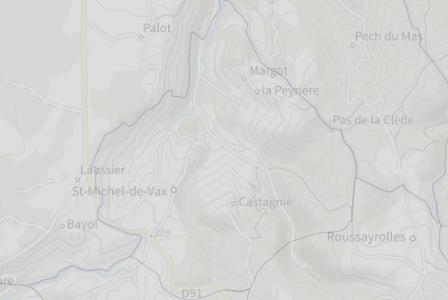 Palot
Pech du Mas
Margot
la Peyrière
Pas de la Clède
Laussier
St-Michel-de-Vax
Castagnié
Bayol
309
Roussayrolles
D91